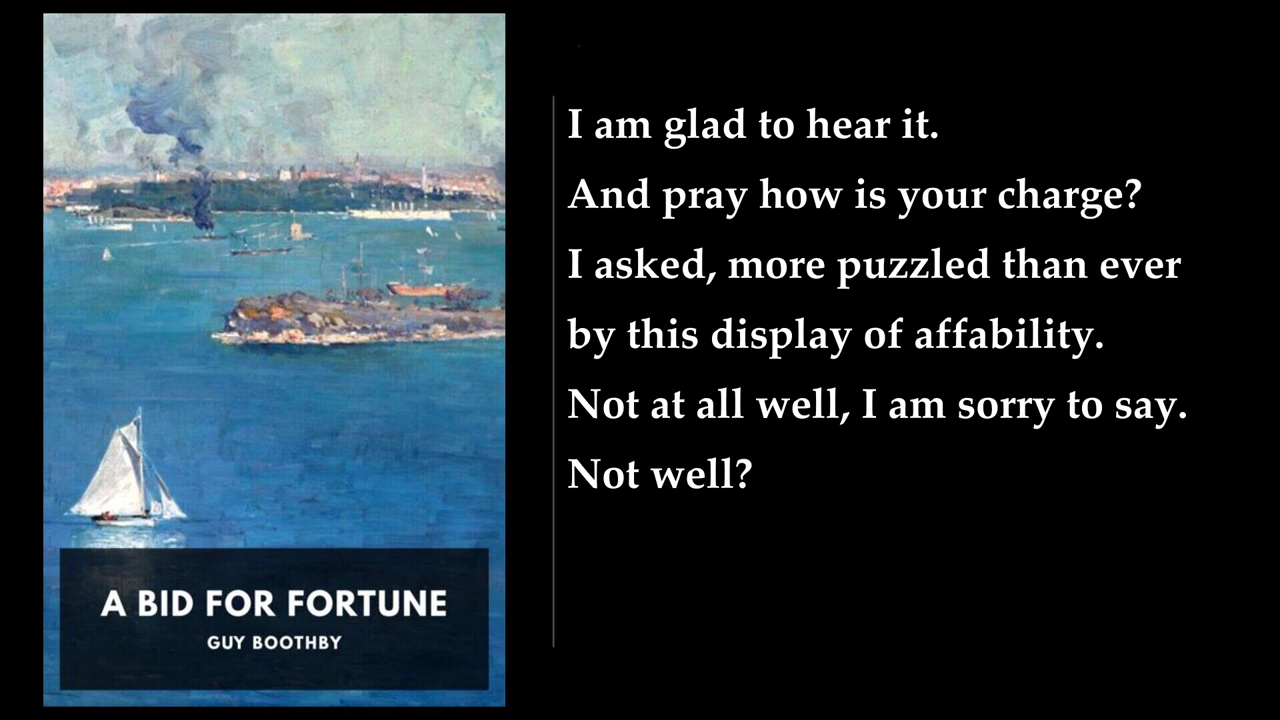 A BID FOR FORTUNE
GUY BOOTHBY
I am glad to hear it.
And pray how is your charge?
I asked, more puzzled than ever
by this display of affability.
Not at all well, I am sorry to say.
Not well?